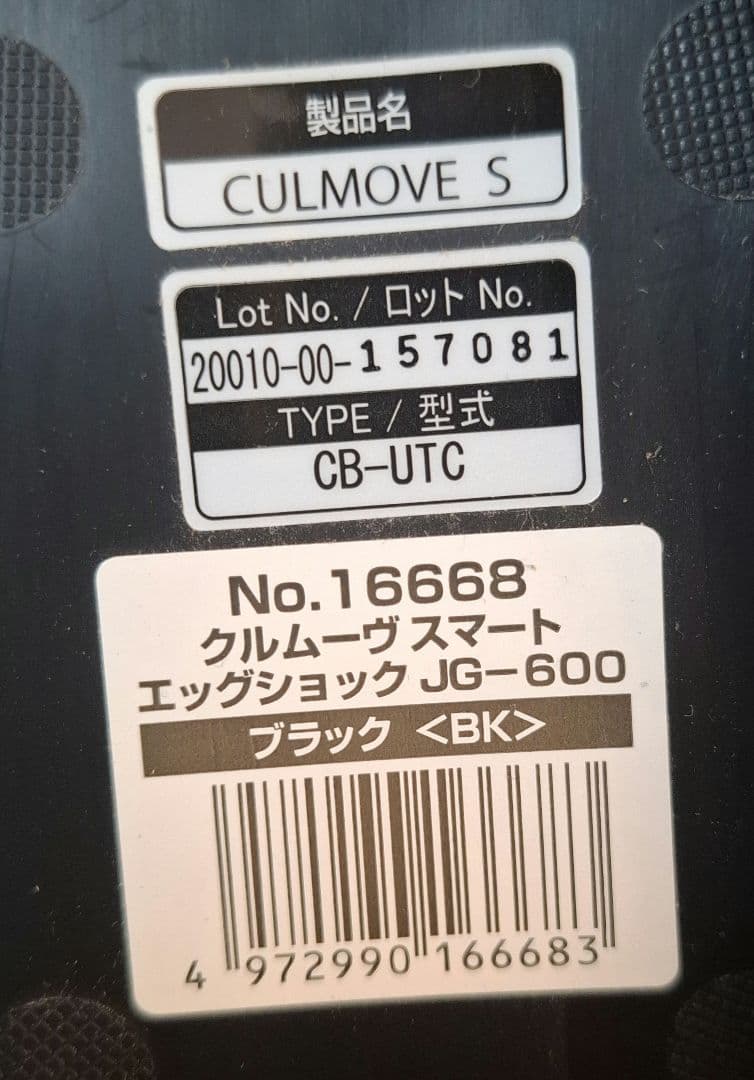 製品名
CULMOVE S
Lot No. / ロット No.
20010-00-157081
TYPE / 型式
CB-UTC
No.16668
クルムーヴ スマート
エッグショック JG-600
ブラック <BK>
4 972990 166683